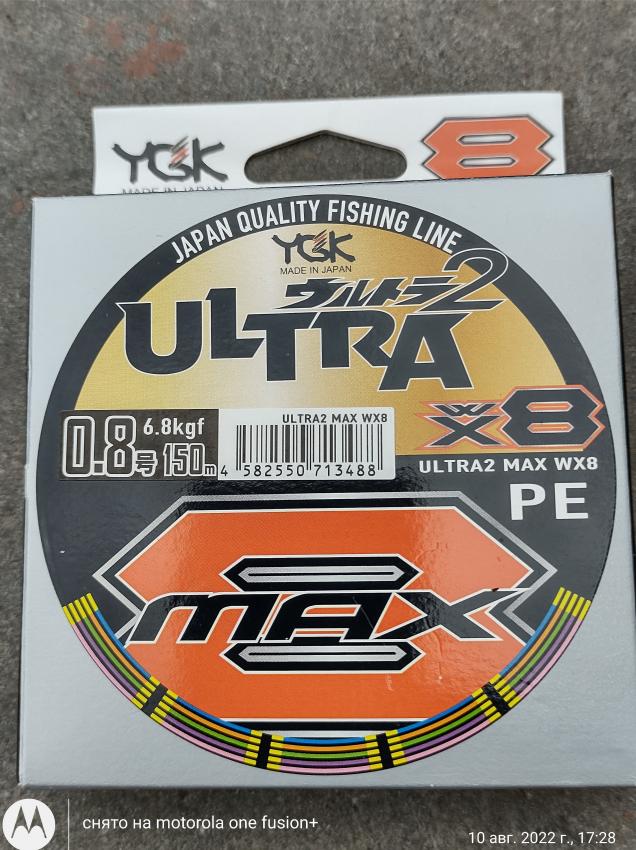 YGK
8
MADE IN JAPAN
JAPAN QUALITY FISHING LINE
YGK
MADE IN JAPAN
ウルトラ2
ULTRA
WX8
0.8号 6.8kgf 150m
ULTRA2 MAX WX8
4 582550 713488
ULTRA2 MAX WX8
PE
MAX
снято на motorola one fusion+
10 авг. 2022 г., 17:28